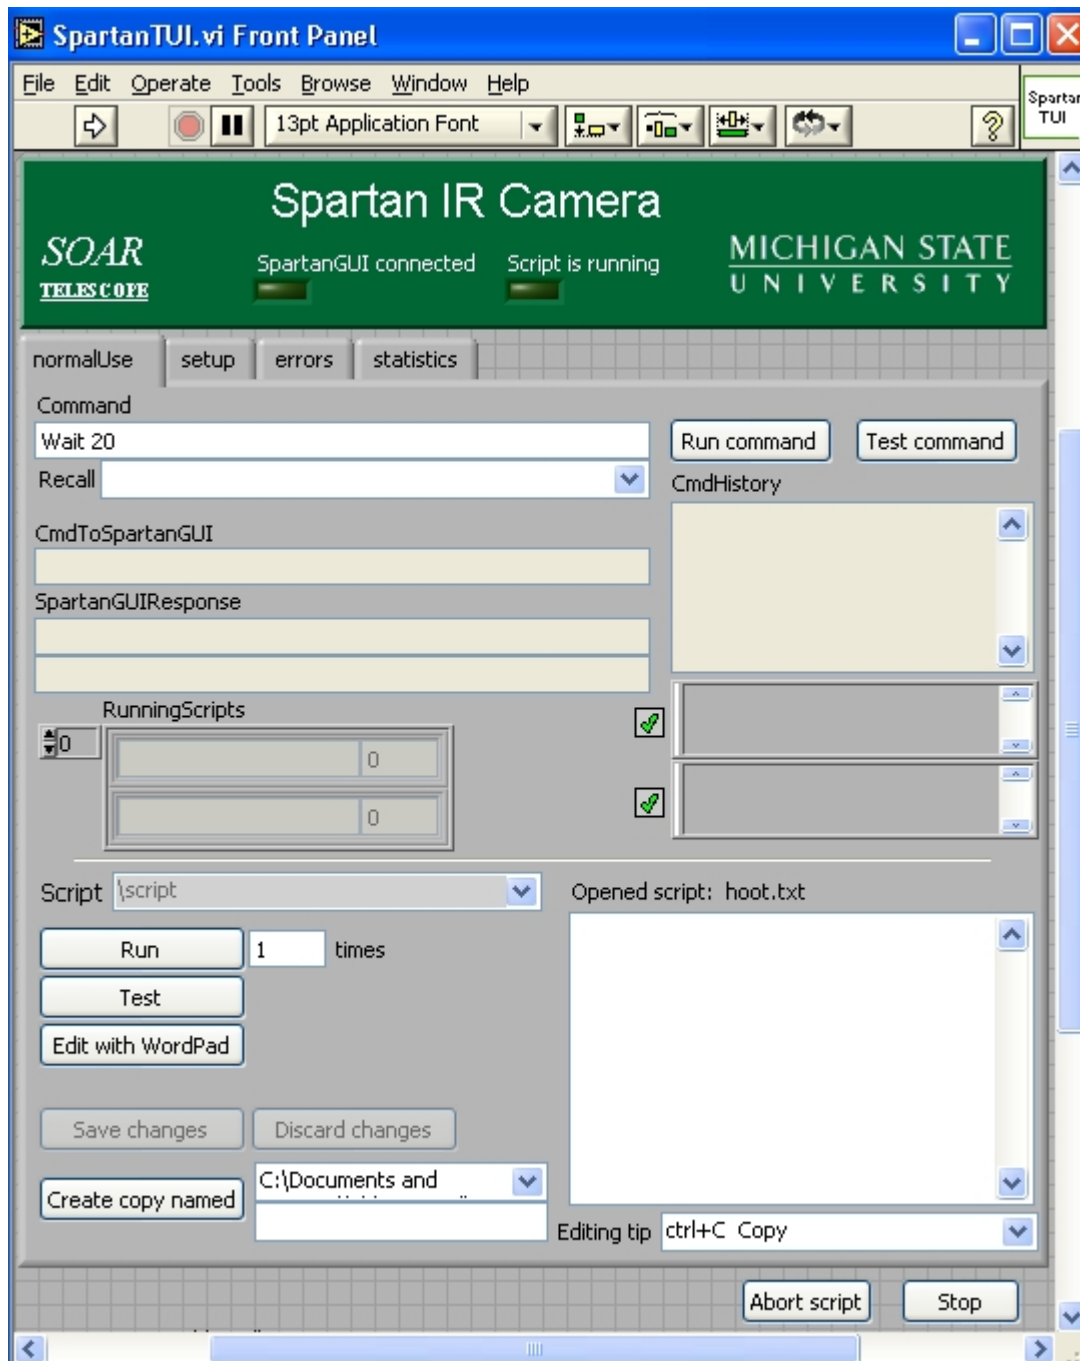 SpartanTUI.vi Front Panel
File Edit Operate Tools Browse Window Help
13pt Application Font
Spartan
TUI
Spartan IR Camera
SOAR
TELESCOPE
SpartanGUI connected
Script is running
MICHIGAN STATE
UNIVERSITY
normalUse setup errors statistics
Command
Wait 20
Run command Test command
Recall
CmdHistory
CmdToSpartanGUI
SpartanGUIResponse
RunningScripts
0
0
0
Script \script
Opened script: hoot.txt
Run 1 times
Test
Edit with WordPad
Save changes Discard changes
Create copy named
C:\Documents and
Editing tip ctrl+C Copy
Abort script Stop